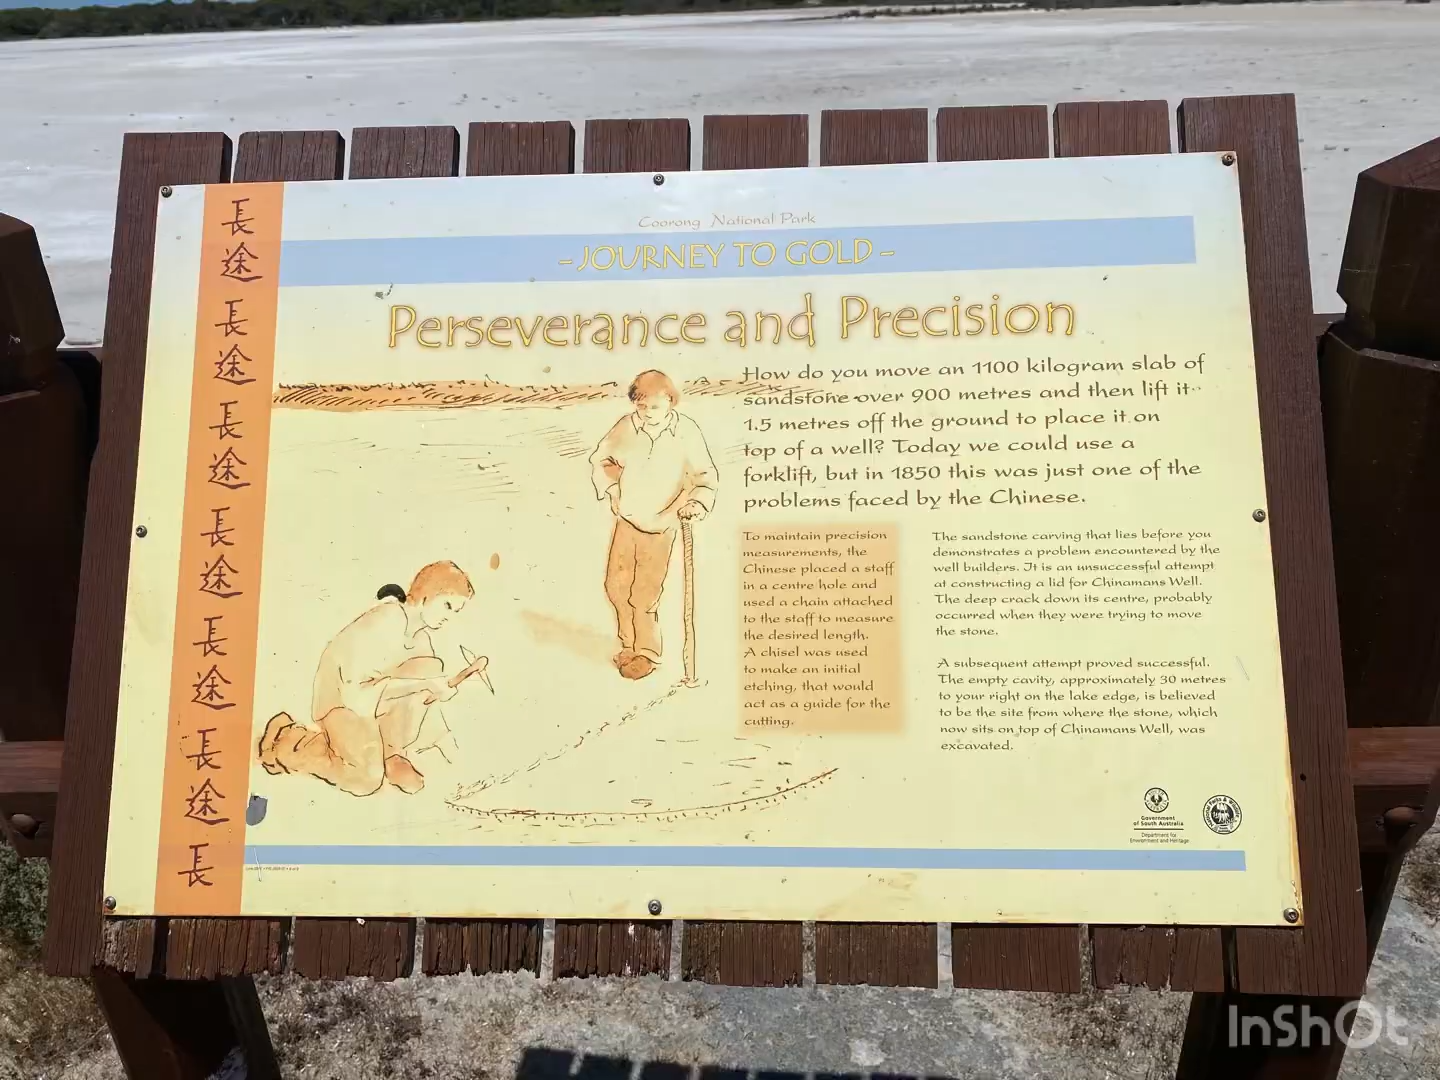 長
途
長
途
長
途
長
途
長
途
長
途
長
Coorong National Park
-JOURNEY TO GOLD-
Perseverance and Precision
How do you move an 1100 kilogram slab of
sandstone over 900 metres and then lift it
1.5 metres off the ground to place it on
top of a well? Today we could use a
forklift, but in 1850 this was just one of the
problems faced by the Chinese.
To maintain precision
measurements, the
Chinese placed a staff
in a centre hole and
used a chain attached
to the staff to measure
the desired length.
A chisel was used
to make an initial
etching, that would
act as a guide for the
cutting.
The sandstone carving that lies before you
demonstrates a problem encountered by the
well builders. It is an unsuccessful attempt
at constructing a lid for Chinamans Well.
The deep crack down its centre, probably
occurred when they were trying to move
the stone.
A subsequent attempt proved successful.
The empty cavity, approximately 30 metres
to your right on the lake edge, is believed
to be the site from where the stone, which
now sits on top of Chinamans Well, was
excavated.
Government
of South Australia
Department for
Environment and Heritage
National Parks & Wildlife
InShOt